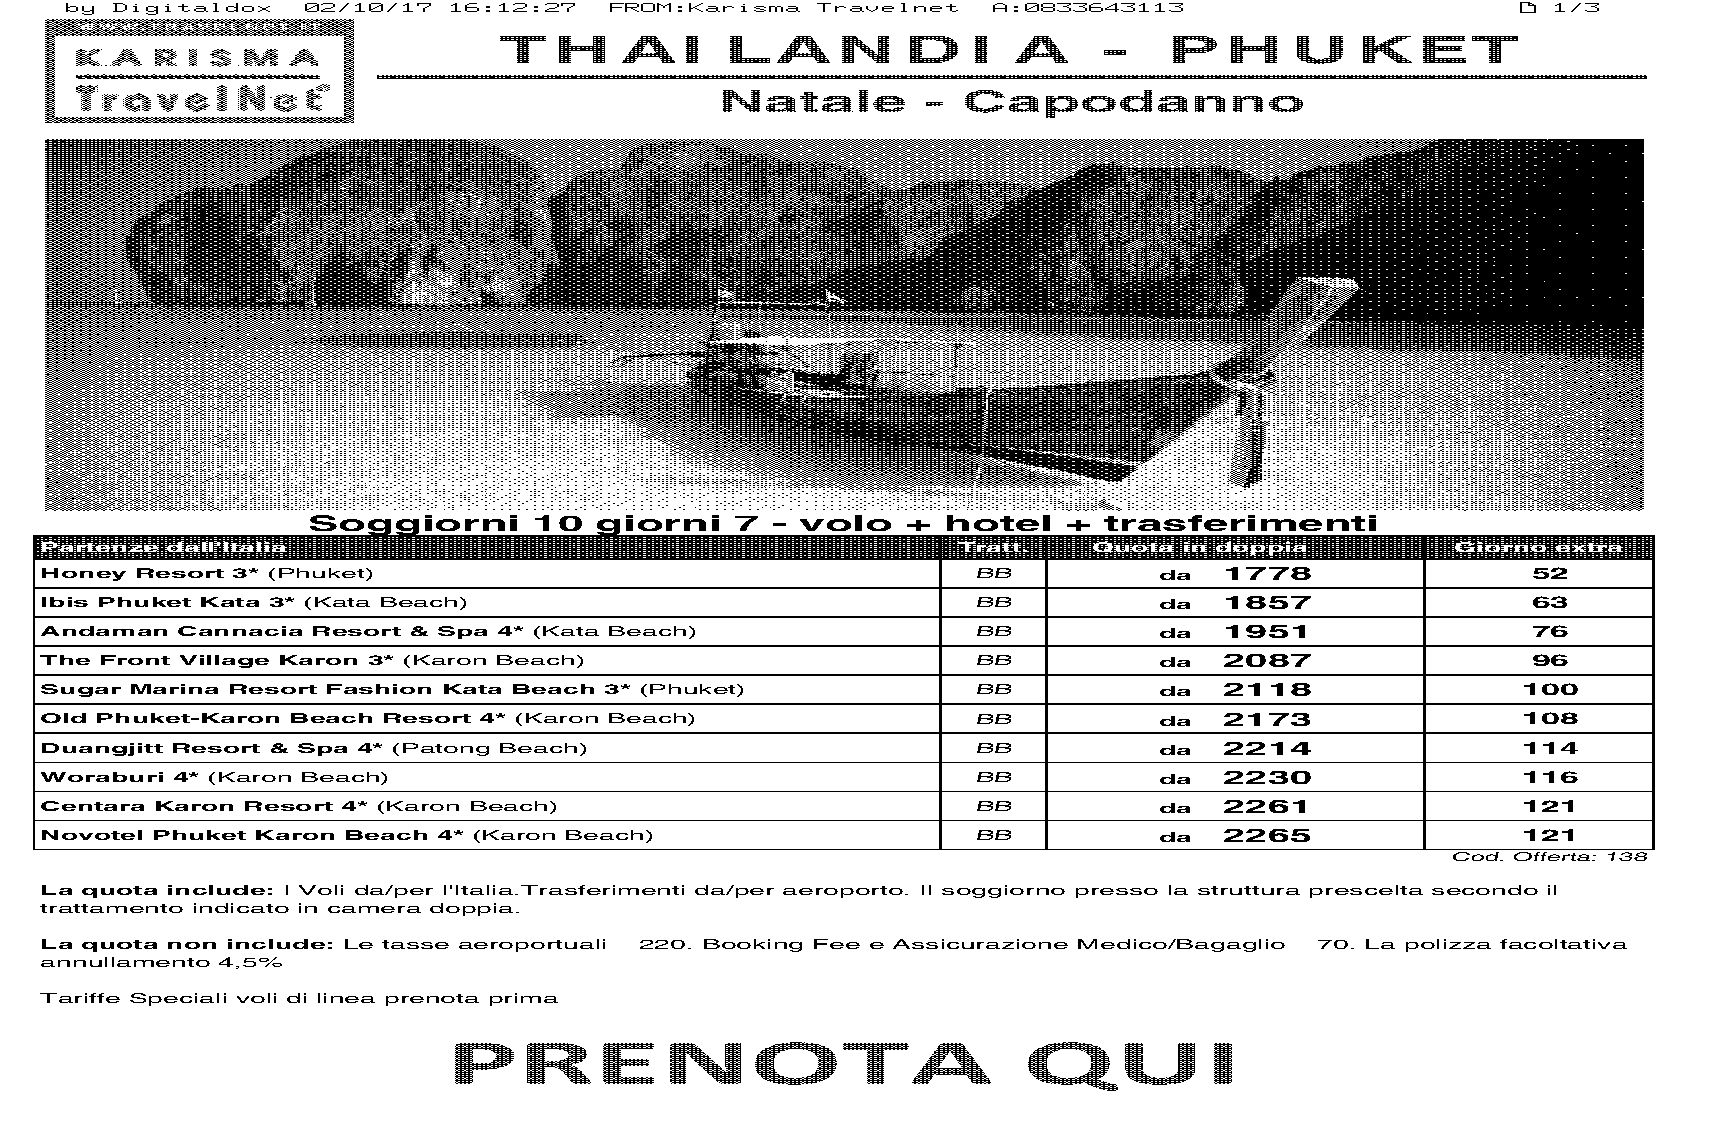 by Digitaldox 02/10/17 16:12:27 FROM:Karisma Travelnet A:0833643113 1/3
KARISMA
TravelNet
THAILANDIA - PHUKET
Natale - Capodanno
Soggiorni 10 giorni 7 - volo + hotel + trasferimenti
Partenze dall'Italia Tratt. Quota in doppia Giorno extra
Honey Resort 3* (Phuket) BB da 1778 52
Ibis Phuket Kata 3* (Kata Beach) BB da 1857 63
Andaman Cannacia Resort & Spa 4* (Kata Beach) BB da 1951 76
The Front Village Karon 3* (Karon Beach) BB da 2087 96
Sugar Marina Resort Fashion Kata Beach 3* (Phuket) BB da 2118 100
Old Phuket-Karon Beach Resort 4* (Karon Beach) BB da 2173 108
Duangjitt Resort & Spa 4* (Patong Beach) BB da 2214 114
Woraburi 4* (Karon Beach) BB da 2230 116
Centara Karon Resort 4* (Karon Beach) BB da 2261 121
Novotel Phuket Karon Beach 4* (Karon Beach) BB da 2265 121
Cod. Offerta: 138
La quota include: I Voli da/per l'Italia.Trasferimenti da/per aeroporto. Il soggiorno presso la struttura prescelta secondo il
trattamento indicato in camera doppia.
La quota non include: Le tasse aeroportuali 220. Booking Fee e Assicurazione Medico/Bagaglio 70. La polizza facoltativa
annullamento 4,5%
Tariffe Speciali voli di linea prenota prima
PRENOTA QUI